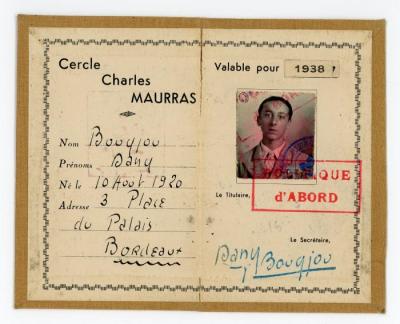 Cercle
Charles
MAURRAS
Nom Bougjou
Prénoms Dany
Né le 10 Août 1920
Adresse 3 Place
du Palais
Bordeaux
Valable pour 1938
POLITIQUE
d'ABORD
Le Titulaire,
Le Secrétaire,
Dany Bougjou